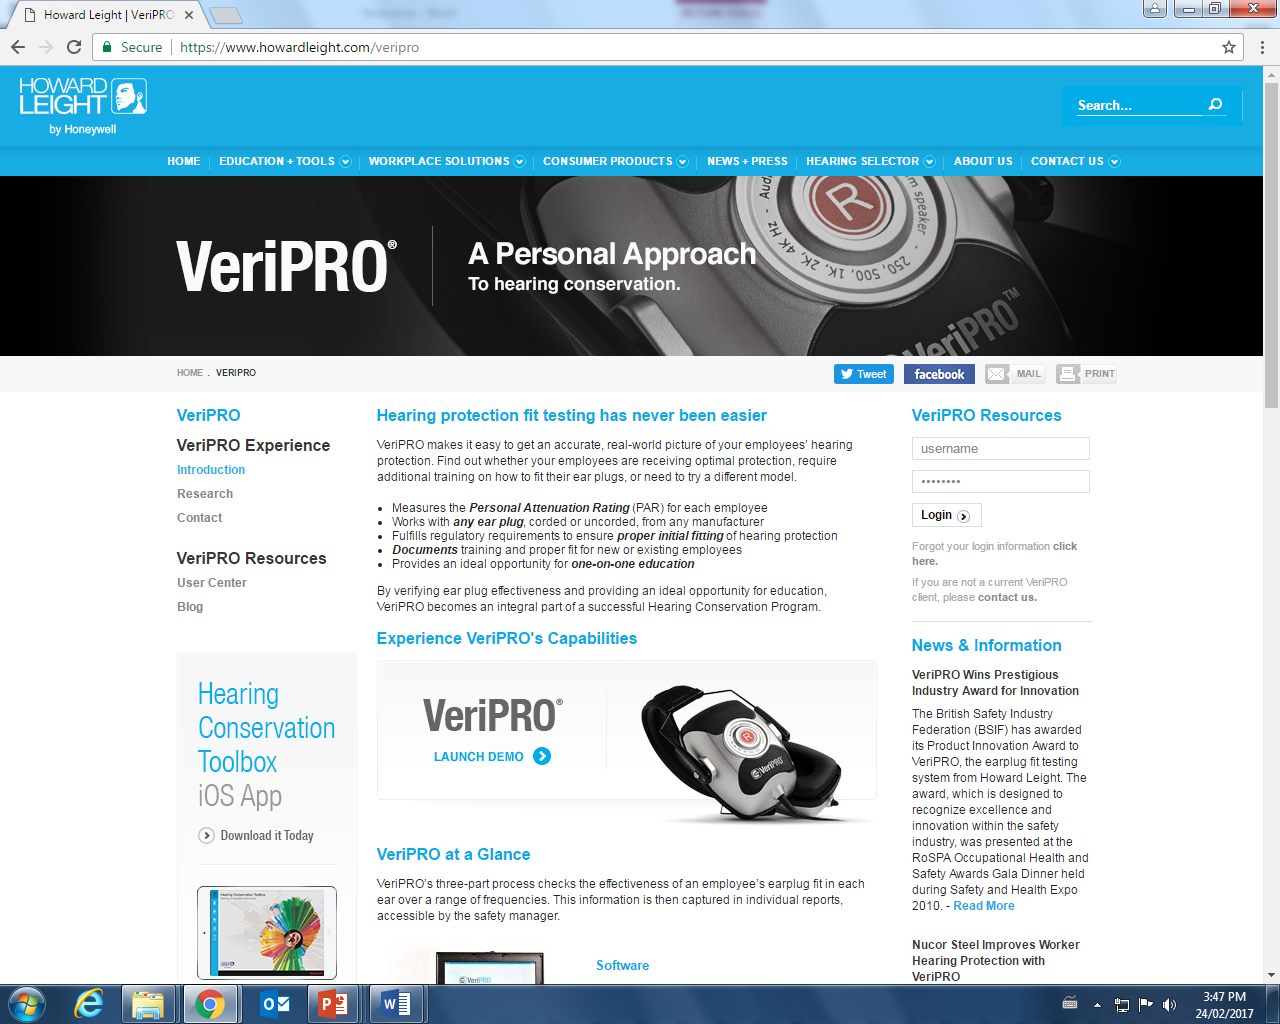 Howard Leight | VeriPRO
Secure
https://www.howardleight.com/veripro
HOWARD
LEIGHT
by Honeywell
Search...
HOME
EDUCATION + TOOLS
WORKPLACE SOLUTIONS
CONSUMER PRODUCTS
NEWS + PRESS
HEARING SELECTOR
ABOUT US
CONTACT US
VeriPRO®
A Personal Approach
To hearing conservation.
R
250, 500, 1K, 2K, 4K Hz - Aud
m speaker -
VeriPRO™
HOME . VERIPRO
Tweet
facebook
MAIL
PRINT
VeriPRO
VeriPRO Experience
Introduction
Research
Contact
VeriPRO Resources
User Center
Blog
Hearing
Conservation
Toolbox
iOS App
Download it Today
Hearing Conservation Toolbox
Hearing protection fit testing has never been easier
VeriPRO makes it easy to get an accurate, real-world picture of your employees' hearing
protection. Find out whether your employees are receiving optimal protection, require
additional training on how to fit their ear plugs, or need to try a different model.
• Measures the Personal Attenuation Rating (PAR) for each employee
• Works with any ear plug, corded or uncorded, from any manufacturer
• Fulfills regulatory requirements to ensure proper initial fitting of hearing protection
• Documents training and proper fit for new or existing employees
• Provides an ideal opportunity for one-on-one education
By verifying ear plug effectiveness and providing an ideal opportunity for education,
VeriPRO becomes an integral part of a successful Hearing Conservation Program.
Experience VeriPRO's Capabilities
VeriPRO®
LAUNCH DEMO
R
VeriPRO
VeriPRO at a Glance
VeriPRO's three-part process checks the effectiveness of an employee's earplug fit in each
ear over a range of frequencies. This information is then captured in individual reports,
accessible by the safety manager.
VeriPRO
Software
VeriPRO Resources
username
••••••••
Login
Forgot your login information click
here.
If you are not a current VeriPRO
client, please contact us.
News & Information
VeriPRO Wins Prestigious
Industry Award for Innovation
The British Safety Industry
Federation (BSIF) has awarded
its Product Innovation Award to
VeriPRO, the earplug fit testing
system from Howard Leight. The
award, which is designed to
recognize excellence and
innovation within the safety
industry, was presented at the
RoSPA Occupational Health and
Safety Awards Gala Dinner held
during Safety and Health Expo
2010. - Read More
Nucor Steel Improves Worker
Hearing Protection with
VeriPRO
3:47 PM
24/02/2017